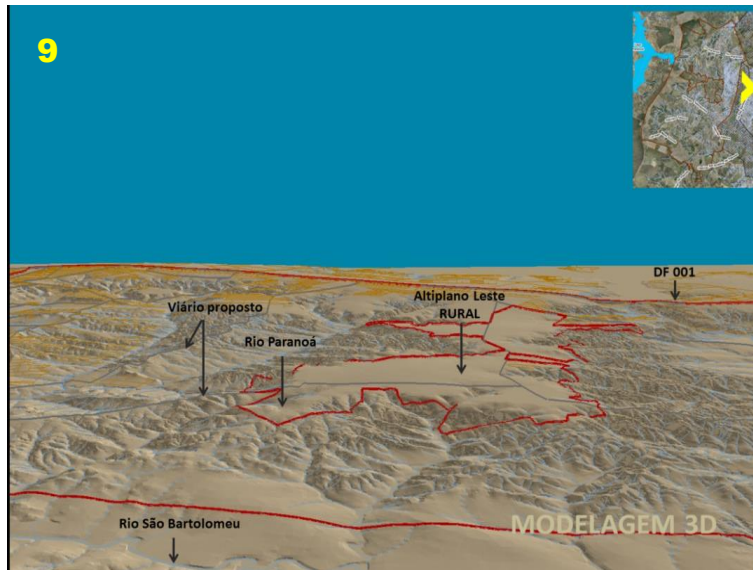 9
DF 001
Altiplano Leste
RURAL
Viário proposto
Rio Paranoá
MODELAGEM 3D
Rio São Bartolomeu